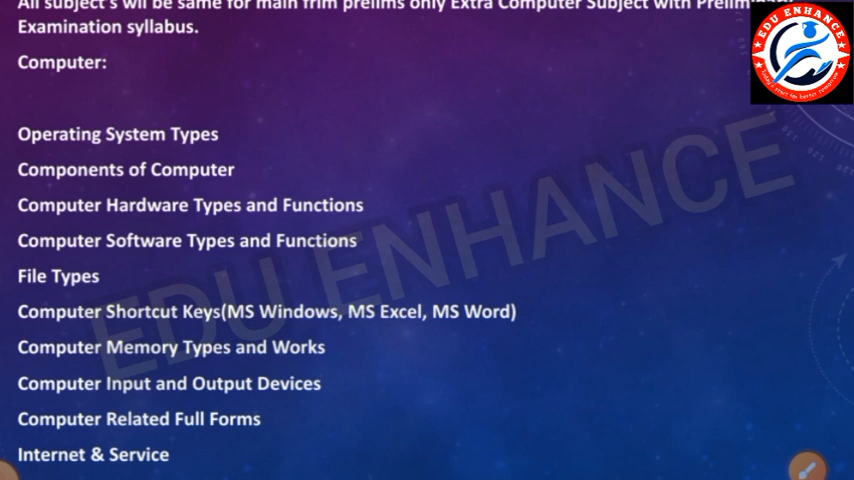 All subject's wil be same for main frim prelims only Extra Computer Subject with Preliminary
Examination syllabus.
Computer:
Operating System Types
Components of Computer
Computer Hardware Types and Functions
Computer Software Types and Functions
File Types
Computer Shortcut Keys(MS Windows, MS Excel, MS Word)
Computer Memory Types and Works
Computer Input and Output Devices
Computer Related Full Forms
Internet & Service
EDU ENHANCE
EDU ENHANCE